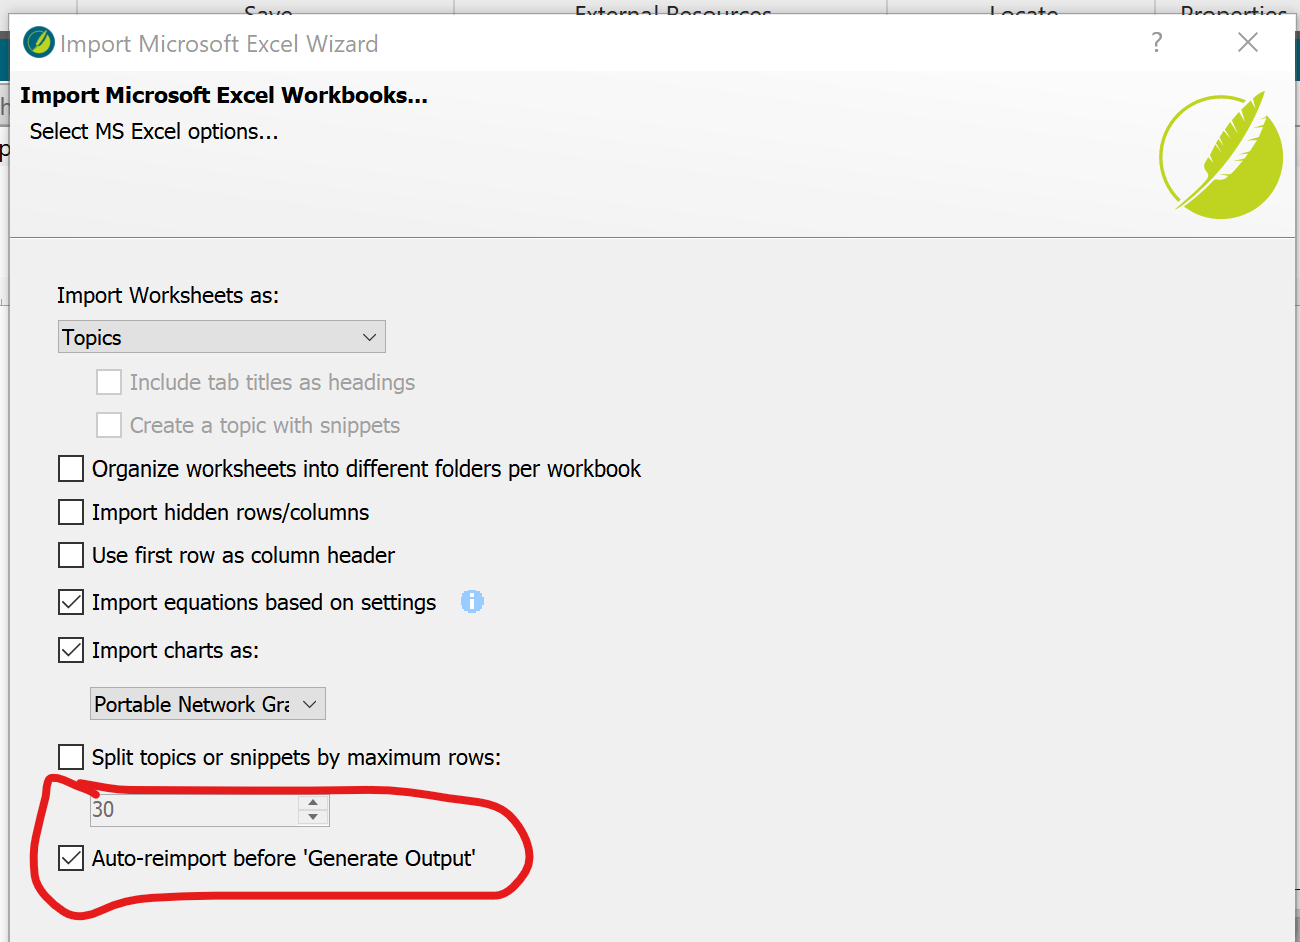 Save External Resources Locate Properties
Import Microsoft Excel Wizard ?
Import Microsoft Excel Workbooks...
Select MS Excel options...
Import Worksheets as:
Topics
Include tab titles as headings
Create a topic with snippets
Organize worksheets into different folders per workbook
Import hidden rows/columns
Use first row as column header
Import equations based on settings
Import charts as:
Portable Network Gra
Split topics or snippets by maximum rows:
30
Auto-reimport before 'Generate Output'